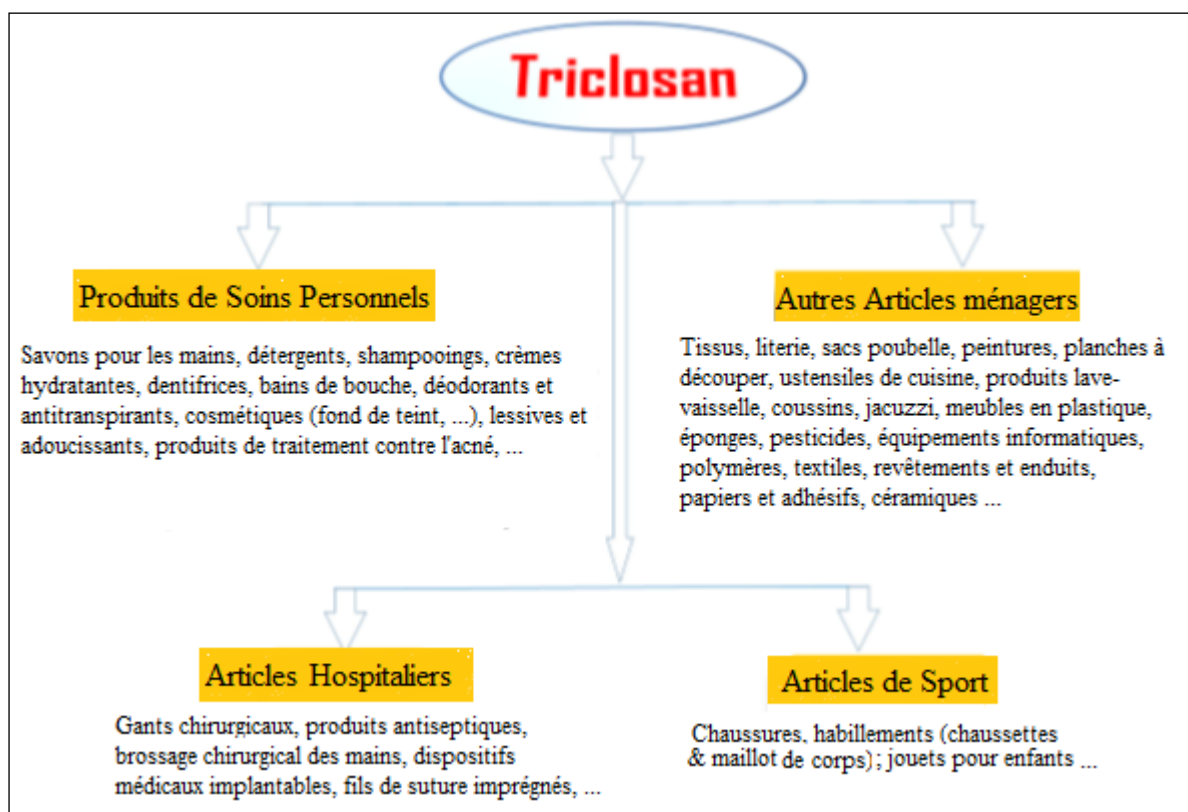 Triclosan
Produits de Soins Personnels
Savons pour les mains, détergents, shampooings, crèmes
hydratantes, dentifrices, bains de bouche, déodorants et
antitranspirants, cosmétiques (fond de teint, ...), lessives et
adoucissants, produits de traitement contre l'acné, ...
Autres Articles ménagers
Tissus, literie, sacs poubelle, peintures, planches à
découper, ustensiles de cuisine, produits lave-
vaisselle, coussins, jacuzzi, meubles en plastique,
éponges, pesticides, équipements informatiques,
polymères, textiles, revêtements et enduits,
papiers et adhésifs, céramiques ...
Articles Hospitaliers
Gants chirurgicaux, produits antiseptiques,
brossage chirurgical des mains, dispositifs
médicaux implantables, fils de suture imprégnés, ...
Articles de Sport
Chaussures, habillements (chaussettes
& maillot de corps) ; jouets pour enfants ...